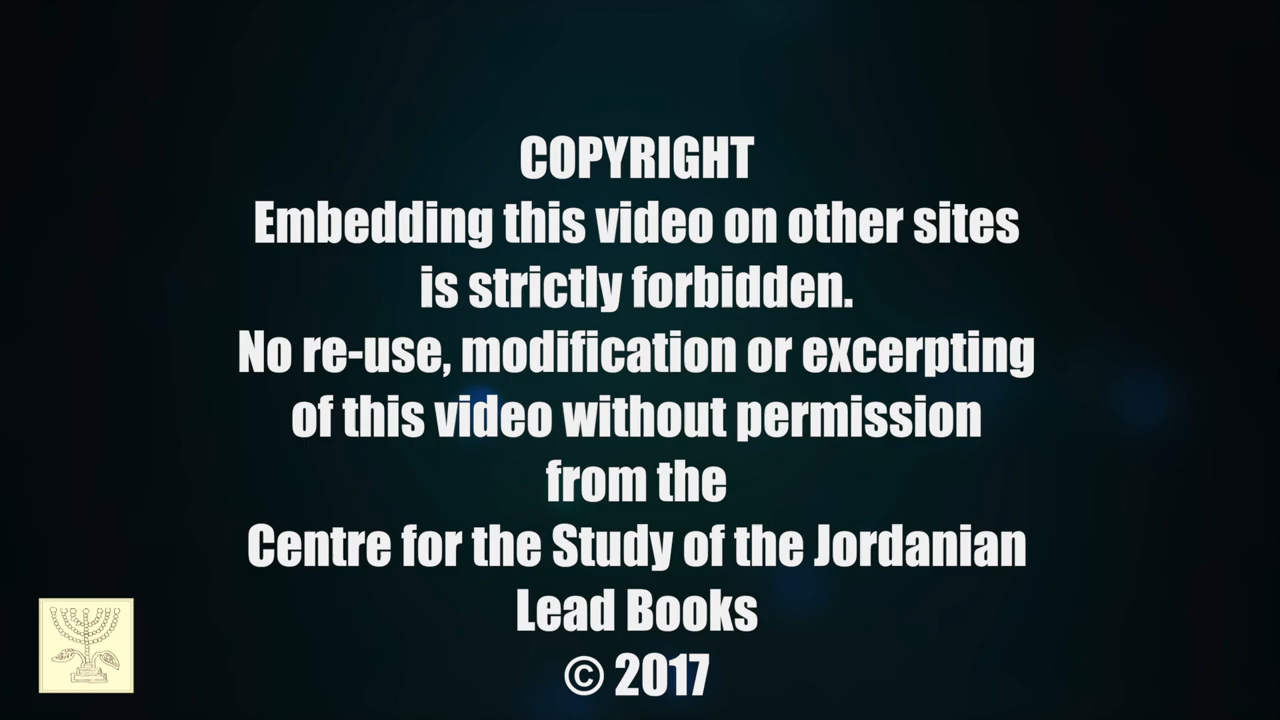 COPYRIGHT
Embedding this video on other sites
is strictly forbidden.
No re-use, modification or excerpting
of this video without permission
from the
Centre for the Study of the Jordanian
Lead Books
© 2017